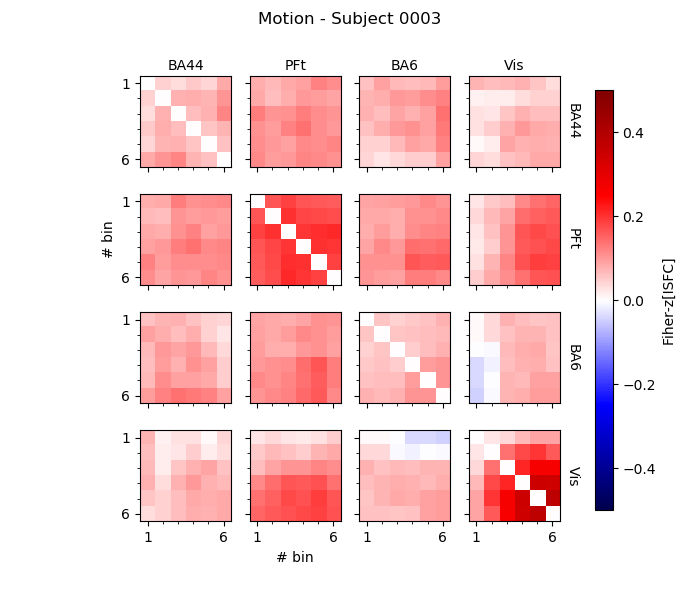 Motion - Subject 0003
BA44 PFt BA6 Vis
1
6
BA44
1
6
PFt
1
6
BA6
1
6
Vis
1 6 1 6 1 6 1 6
# bin
# bin
0.4
0.2
0.0
−0.2
−0.4
Fiher-z[ISFC]